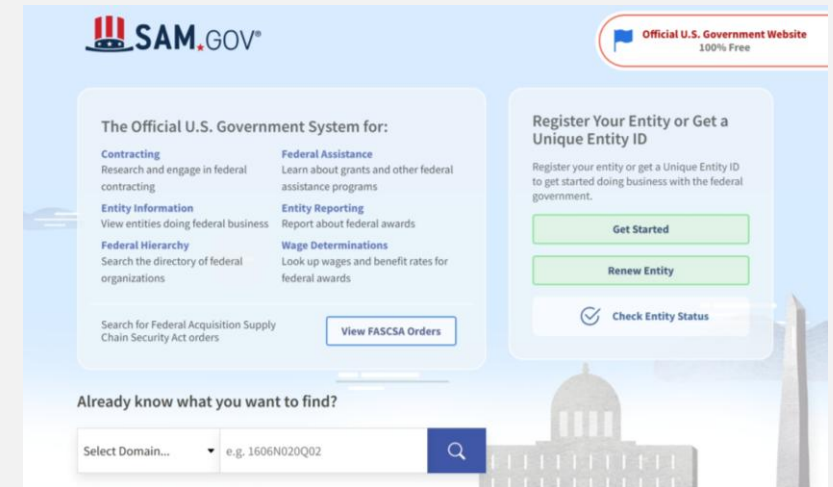 SAM.GOV®
Official U.S. Government Website
100% Free
The Official U.S. Government System for:
Contracting
Research and engage in federal
contracting
Entity Information
View entities doing federal business
Federal Hierarchy
Search the directory of federal
organizations
Federal Assistance
Learn about grants and other federal
assistance programs
Entity Reporting
Report about federal awards
Wage Determinations
Look up wages and benefit rates for
federal awards
Search for Federal Acquisition Supply
Chain Security Act orders
View FASCSA Orders
Register Your Entity or Get a
Unique Entity ID
Register your entity or get a Unique Entity ID
to get started doing business with the federal
government.
Get Started
Renew Entity
Check Entity Status
Already know what you want to find?
Select Domain...
e.g. 1606N020Q02